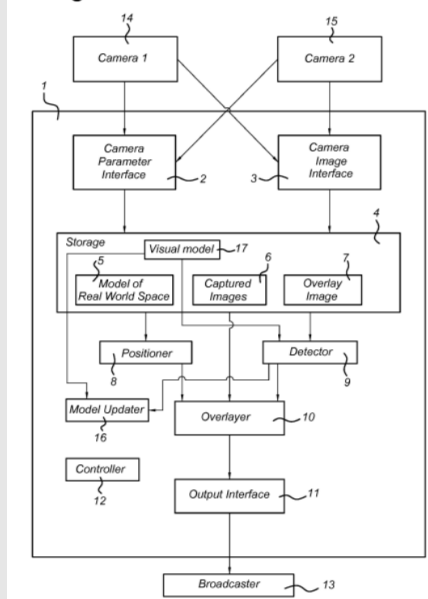 14
15
Camera 1
Camera 2
1
Camera
Parameter
Interface
2
Camera
Image
Interface
3
4
Storage
Visual model
17
5
6
7
Model of
Real World Space
Captured
Images
Overlay
Image
Positioner
8
Detector
9
Model Updater
16
Overlayer
10
Controller
12
Output Interface
11
Broadcaster
13